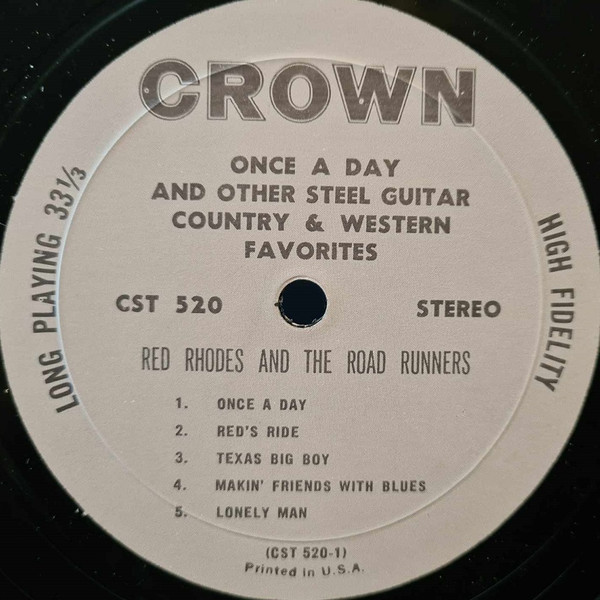 CROWN
ONCE A DAY
AND OTHER STEEL GUITAR
COUNTRY & WESTERN
FAVORITES
LONG PLAYING 33 1/3
HIGH FIDELITY
CST 520
STEREO
RED RHODES AND THE ROAD RUNNERS
1. ONCE A DAY
2. RED'S RIDE
3. TEXAS BIG BOY
4. MAKIN' FRIENDS WITH BLUES
5. LONELY MAN
(CST 520-1)
Printed in U.S.A.